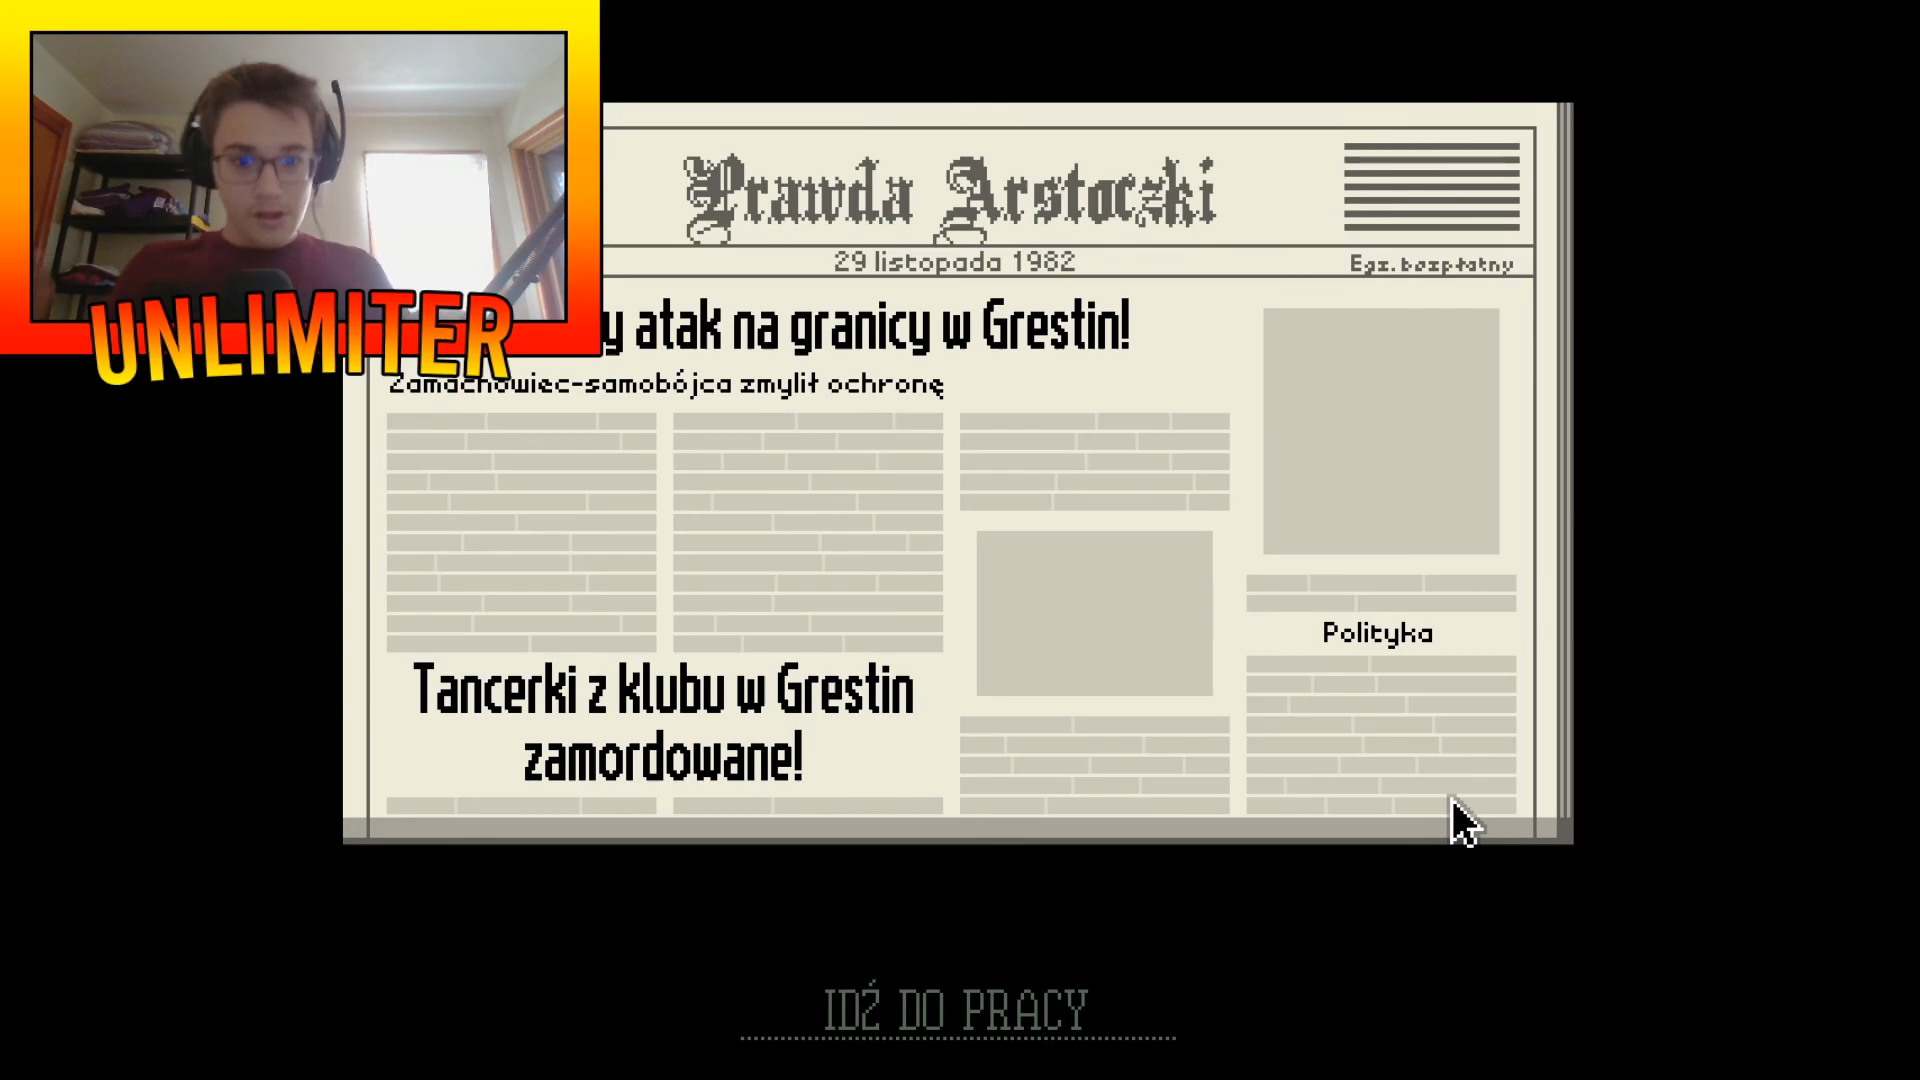 UNLIMITER
Prawda Arstoczki
29 listopada 1982
Egz. bezpłatny
atak na granicy w Grestin!
Zamachowiec-samobójca zmylił ochronę
Polityka
Tancerki z klubu w Grestin
zamordowane!
IDŹ DO PRACY